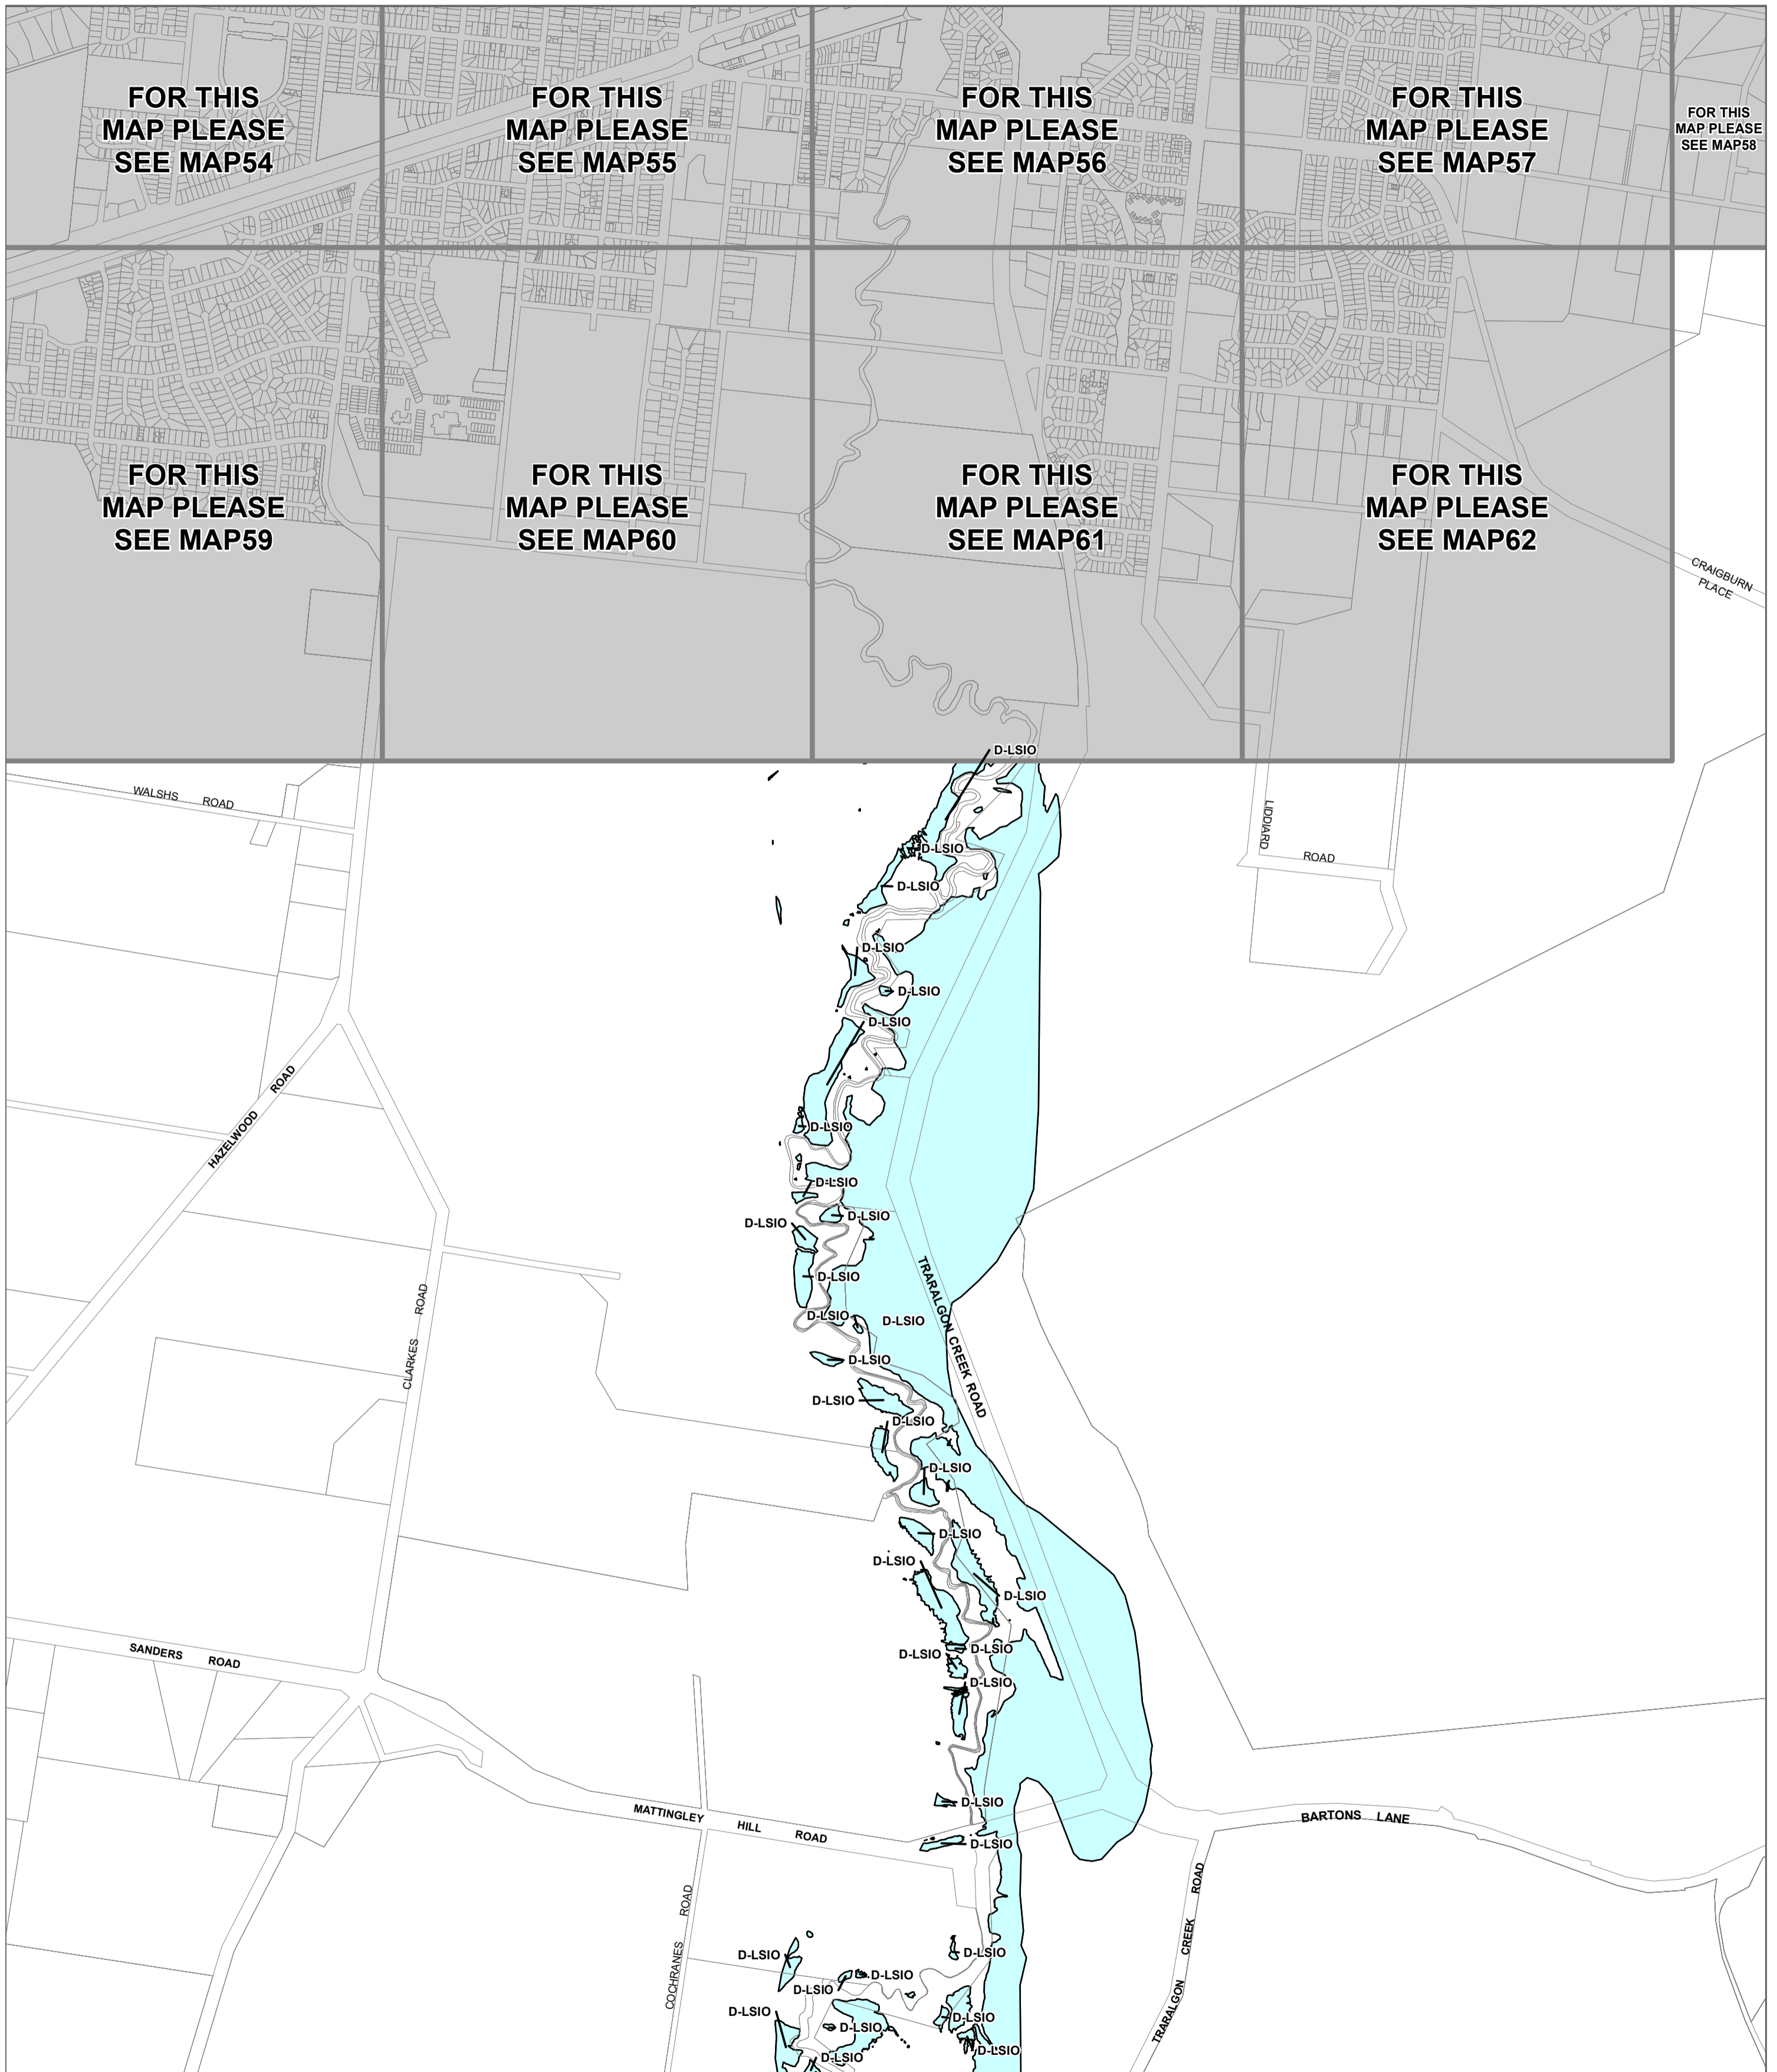 FOR THIS
MAP PLEASE
SEE MAP54
FOR THIS
MAP PLEASE
SEE MAP55
FOR THIS
MAP PLEASE
SEE MAP56
FOR THIS
MAP PLEASE
SEE MAP57
FOR THIS
MAP PLEASE
SEE MAP58
FOR THIS
MAP PLEASE
SEE MAP59
FOR THIS
MAP PLEASE
SEE MAP60
FOR THIS
MAP PLEASE
SEE MAP61
FOR THIS
MAP PLEASE
SEE MAP62
CRAIGBURN
PLACE
D-LSIO
WALSHS ROAD
LIDDIARD
ROAD
D-LSIO
D-LSIO
D-LSIO
D-LSIO
D-LSIO
HAZELWOOD ROAD
D-LSIO
D-LSIO
D-LSIO
D-LSIO
D-LSIO
CLARKES ROAD
D-LSIO
D-LSIO
TRARALGON CREEK ROAD
D-LSIO
D-LSIO
D-LSIO
D-LSIO
D-LSIO
D-LSIO
D-LSIO
SANDERS ROAD
D-LSIO
D-LSIO
D-LSIO
D-LSIO
MATTINGLEY HILL ROAD
BARTONS LANE
D-LSIO
COCHRANES ROAD
TRARALGON CREEK ROAD
D-LSIO
D-LSIO
D-LSIO
D-LSIO
D-LSIO
D-LSIO
D-LSIO
D-LSIO
D-LSIO